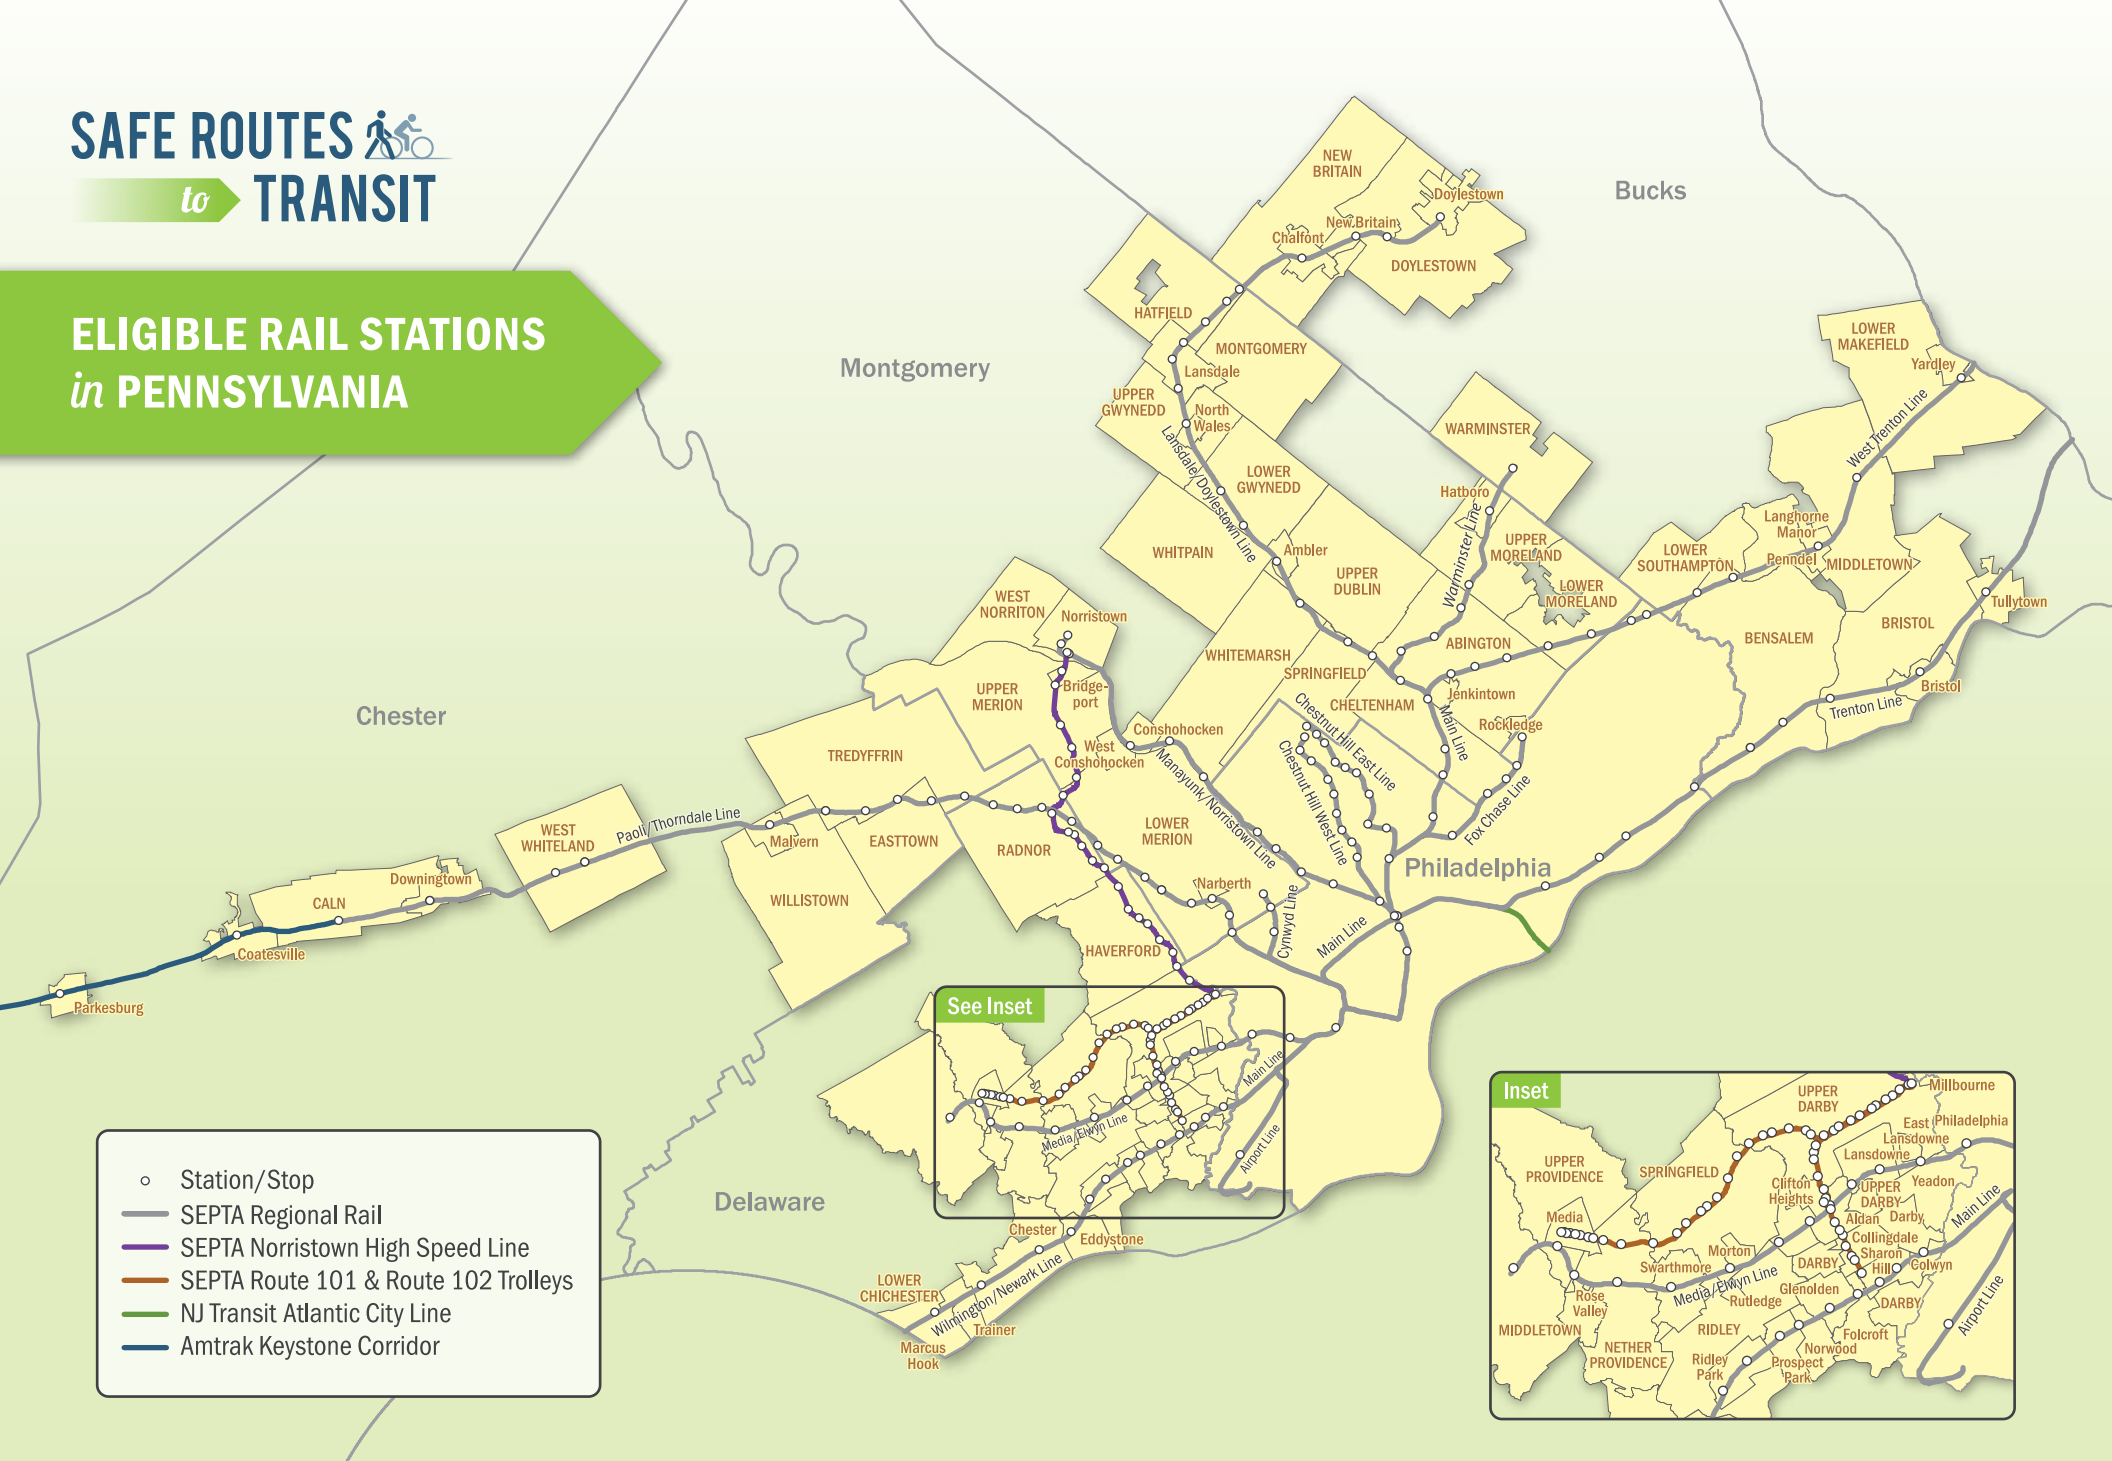 SAFE ROUTES
to TRANSIT
ELIGIBLE RAIL STATIONS
in PENNSYLVANIA
Bucks
Montgomery
Chester
Delaware
Philadelphia
NEW
BRITAIN
Doylestown
New Britain
Chalfont
DOYLESTOWN
HATFIELD
MONTGOMERY
Lansdale
UPPER
GWYNEDD
North
Wales
Lansdale/Doylestown Line
LOWER
GWYNEDD
WHITPAIN
Ambler
UPPER
DUBLIN
WARMINSTER
Hatboro
Warminster Line
UPPER
MORELAND
LOWER
MORELAND
LOWER
MAKEFIELD
Yardley
West Trenton Line
Langhorne
Manor
Penndel
MIDDLETOWN
LOWER
SOUTHAMPTON
BENSALEM
BRISTOL
Tullytown
Bristol
Trenton Line
WHITEMARSH
SPRINGFIELD
ABINGTON
CHELTENHAM
Jenkintown
Rockledge
Main Line
Fox Chase Line
Chestnut Hill East Line
Chestnut Hill West Line
WEST
NORRITON
Norristown
UPPER
MERION
Bridge-
port
Conshohocken
West
Conshohocken
Manayunk/Norristown Line
TREDYFFRIN
Paoli/Thorndale Line
Malvern
EASTTOWN
RADNOR
LOWER
MERION
Narberth
Cynwyd Line
Main Line
WILLISTOWN
HAVERFORD
WEST
WHITELAND
Downingtown
CALN
Coatesville
Parkesburg
See Inset
Media/Elwyn Line
Main Line
Airport Line
Chester
Eddystone
LOWER
CHICHESTER
Wilmington/Newark Line
Trainer
Marcus
Hook
Station/Stop
SEPTA Regional Rail
SEPTA Norristown High Speed Line
SEPTA Route 101 & Route 102 Trolleys
NJ Transit Atlantic City Line
Amtrak Keystone Corridor
Inset
UPPER
DARBY
Millbourne
East
Lansdowne
Philadelphia
Lansdowne
UPPER
PROVIDENCE
SPRINGFIELD
Clifton
Heights
UPPER
DARBY
Yeadon
Media
Aldan
Darby
Main Line
Collingdale
Morton
Sharon
Hill
Swarthmore
DARBY
Colwyn
Media/Elwyn Line
Glenolden
Rose
Valley
Rutledge
DARBY
Airport Line
MIDDLETOWN
RIDLEY
Folcroft
NETHER
PROVIDENCE
Norwood
Ridley
Park
Prospect
Park